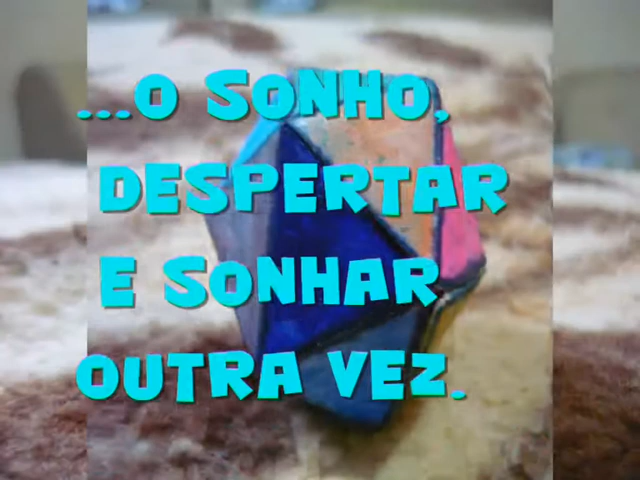 ...O SONHO,
DESPERTAR
E SONHAR
OUTRA VEZ.